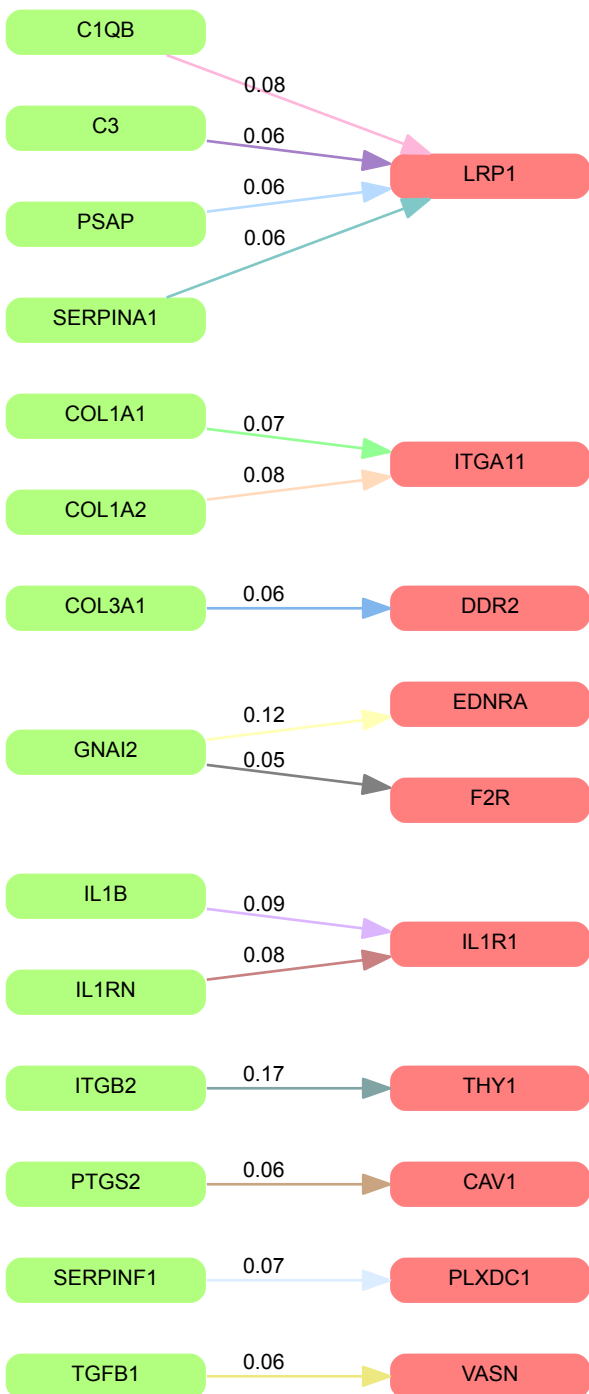 C1QB
0.08
C3
0.06
LRP1
PSAP
0.06
0.06
SERPINA1
COL1A1
0.07
ITGA11
COL1A2
0.08
COL3A1
0.06
DDR2
EDNRA
0.12
GNAI2
0.05
F2R
IL1B
0.09
IL1R1
0.08
IL1RN
ITGB2
0.17
THY1
PTGS2
0.06
CAV1
SERPINF1
0.07
PLXDC1
TGFB1
0.06
VASN